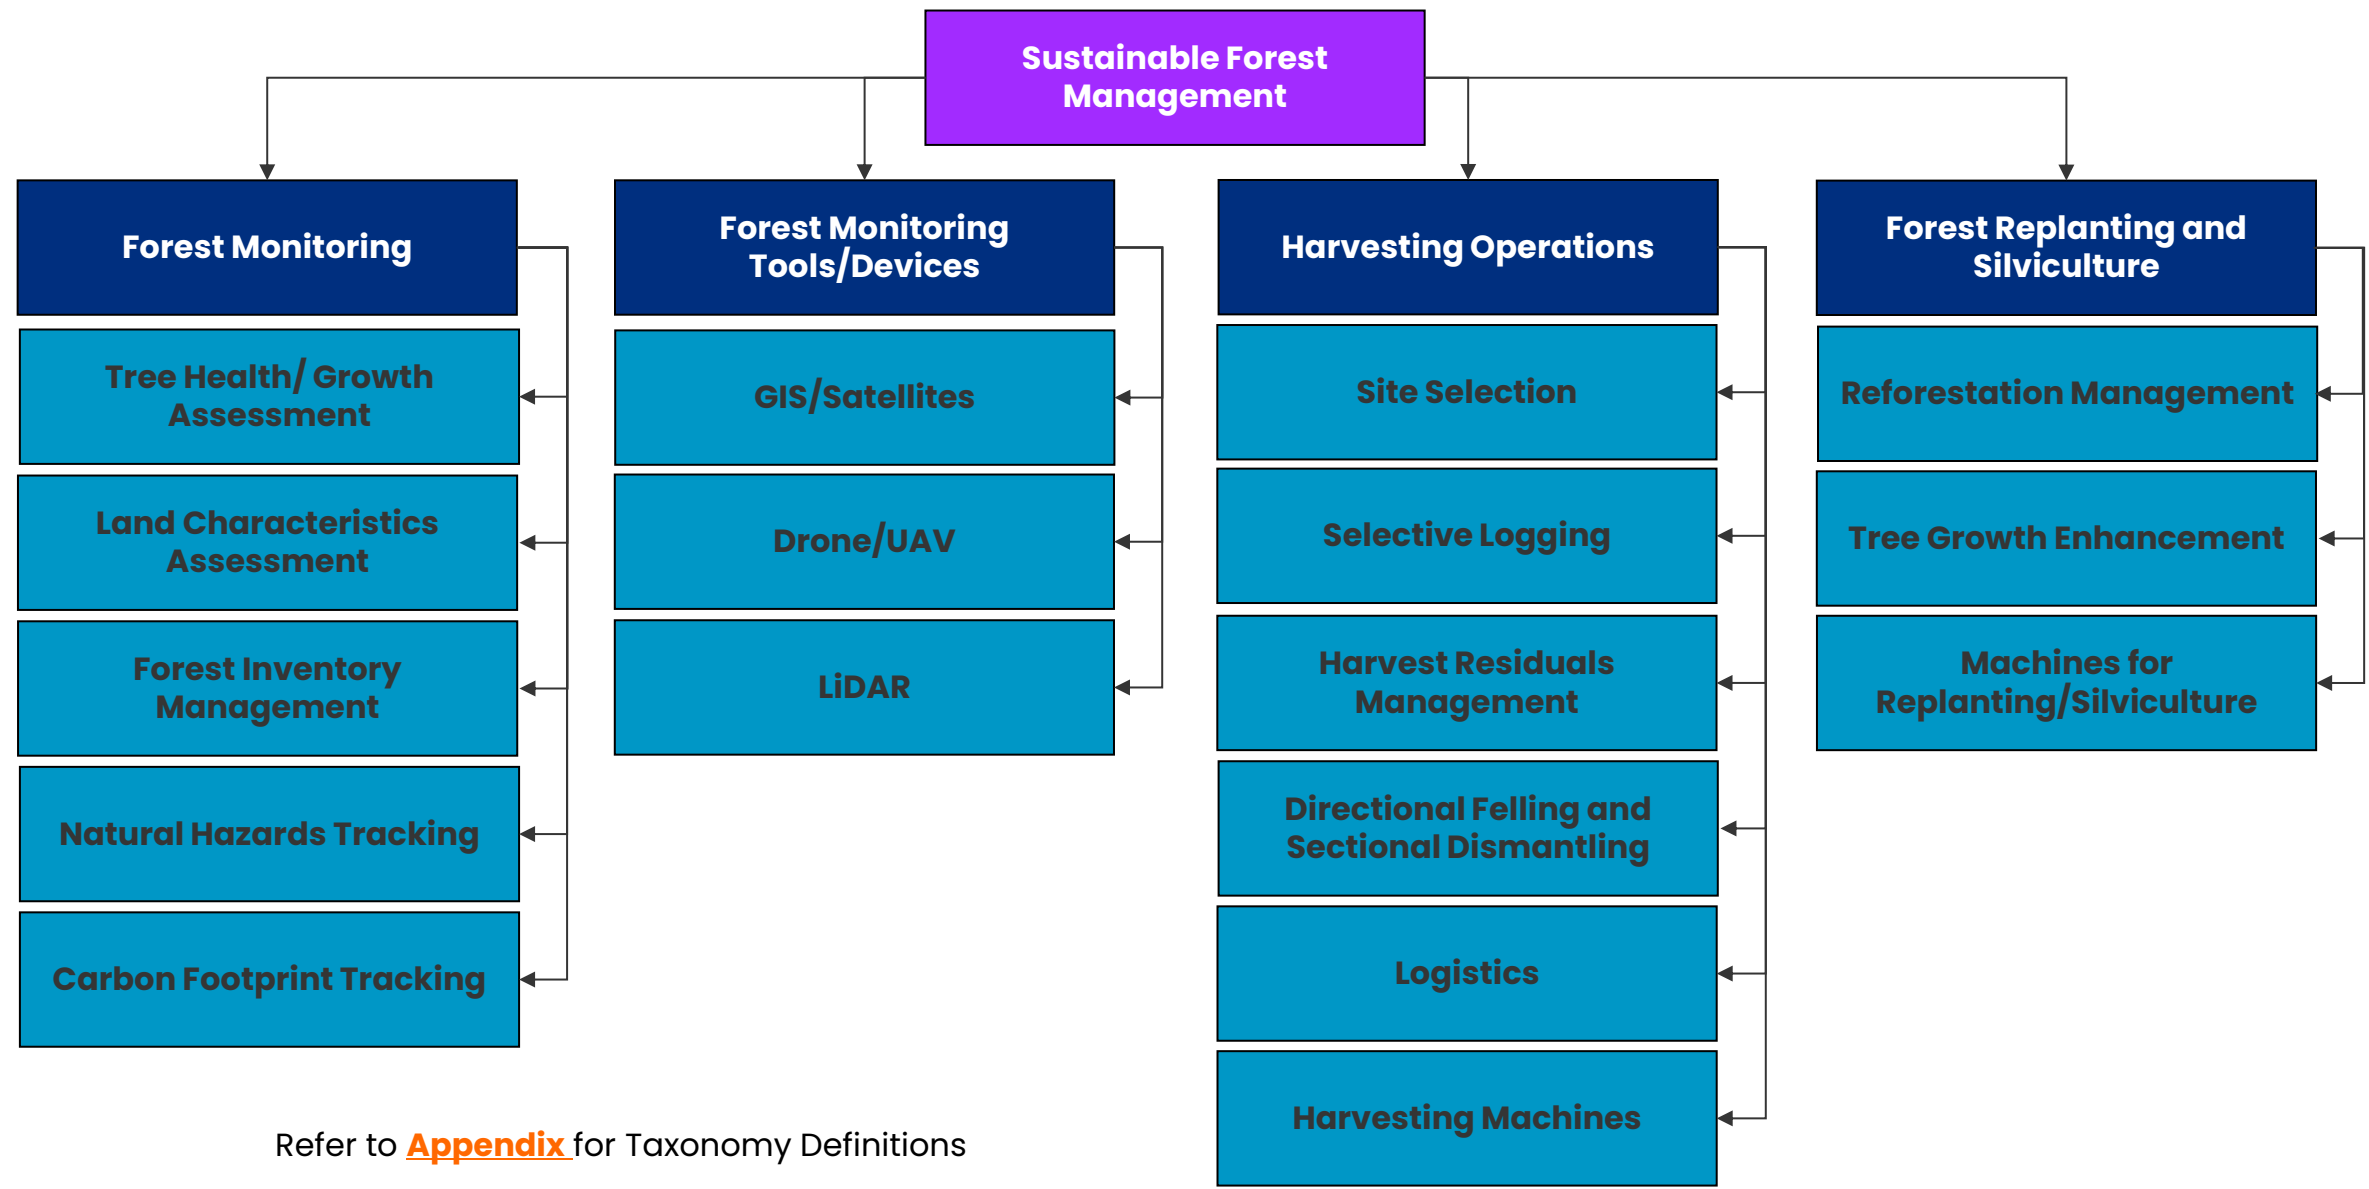 Sustainable Forest
Management
Forest Monitoring
Tree Health/ Growth
Assessment
Land Characteristics
Assessment
Forest Inventory
Management
Natural Hazards Tracking
Carbon Footprint Tracking
Forest Monitoring
Tools/Devices
GIS/Satellites
Drone/UAV
LiDAR
Harvesting Operations
Site Selection
Selective Logging
Harvest Residuals
Management
Directional Felling and
Sectional Dismantling
Logistics
Harvesting Machines
Forest Replanting and
Silviculture
Reforestation Management
Tree Growth Enhancement
Machines for
Replanting/Silviculture
Refer to Appendix for Taxonomy Definitions